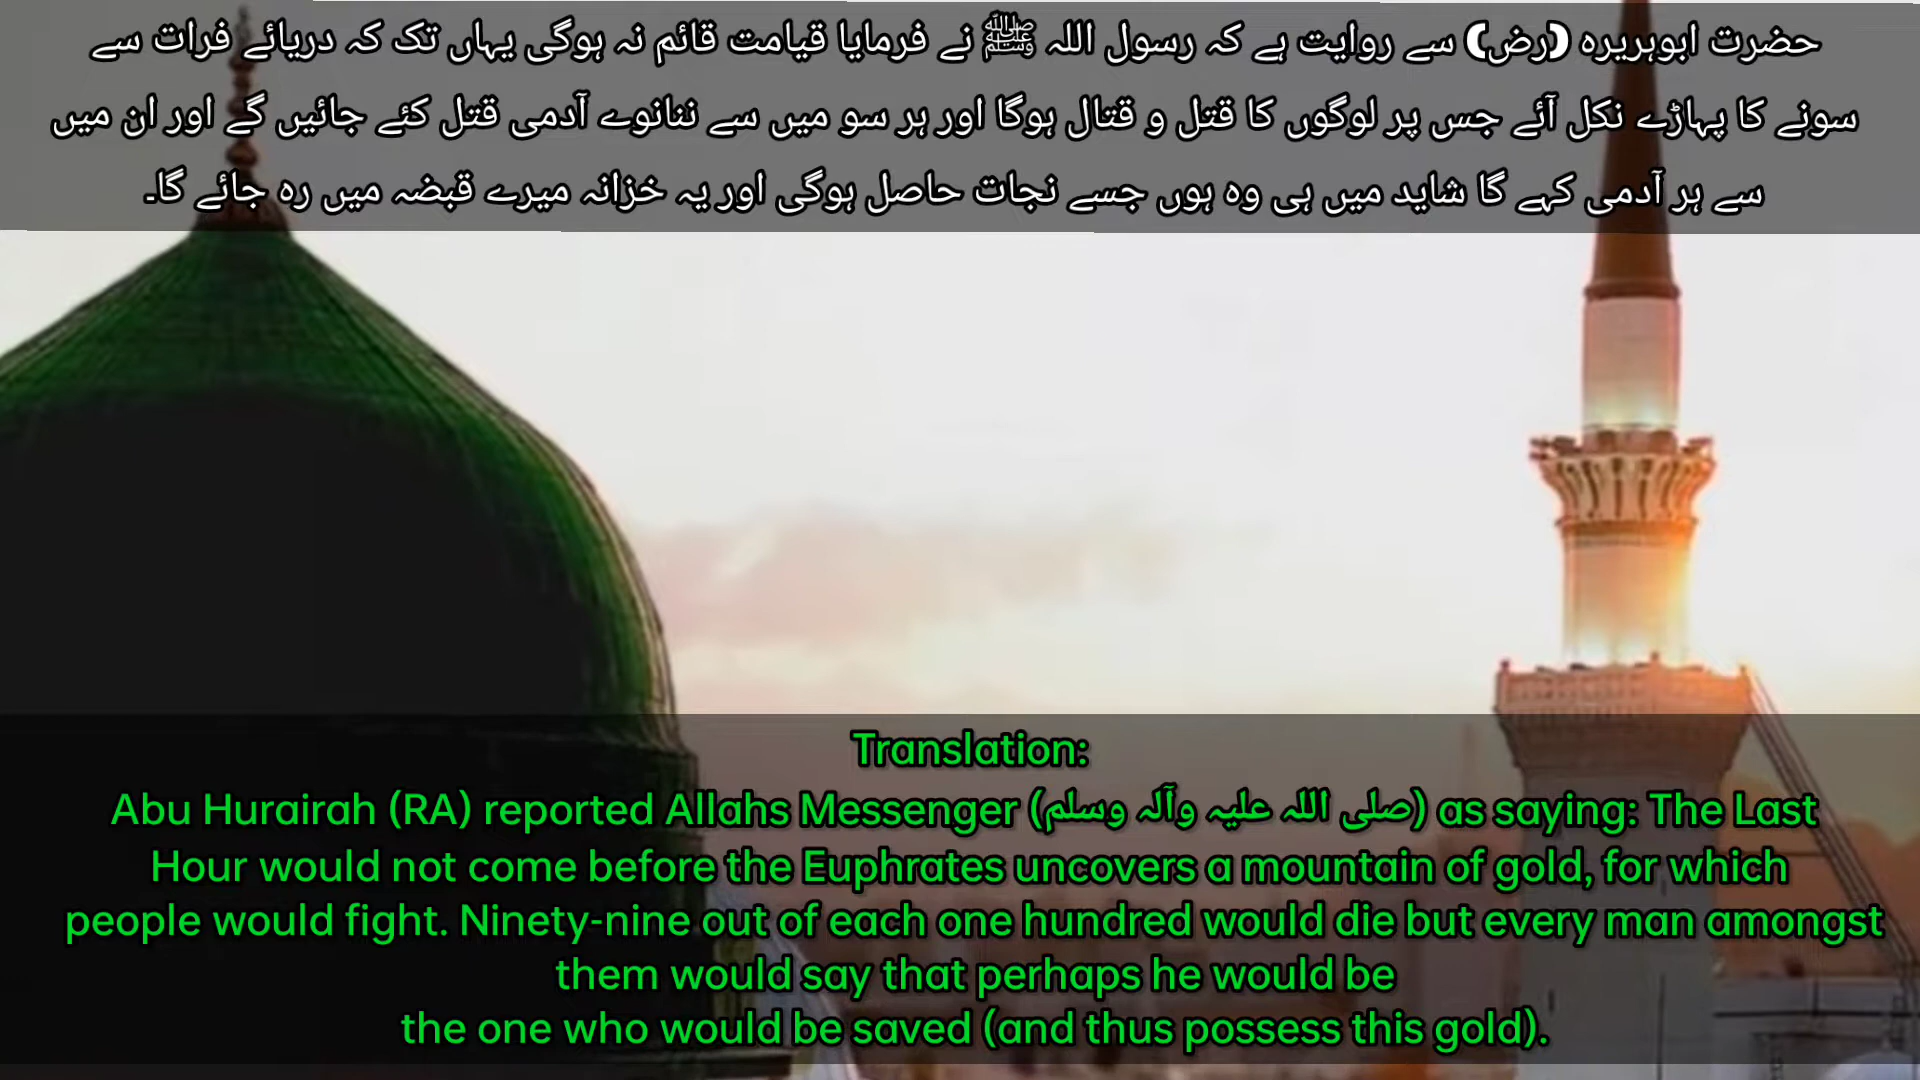 حضرت ابوہریرہ (رض) سے روایت ہے کہ رسول اللہ ﷺ نے فرمایا قیامت قائم نہ ہوگی یہاں تک کہ دریائے فرات سے
سونے کا پہاڑے نکل آئے جس پر لوگوں کا قتل و قتال ہوگا اور ہر سو میں سے ننانوے آدمی قتل کئے جائیں گے اور ان میں
سے ہر آدمی کہے گا شاید میں ہی وہ ہوں جسے نجات حاصل ہوگی اور یہ خزانہ میرے قبضہ میں رہ جائے گا۔
Translation:
Abu Hurairah (RA) reported Allahs Messenger (صلی اللہ علیہ وآلہ وسلم) as saying: The Last
Hour would not come before the Euphrates uncovers a mountain of gold, for which
people would fight. Ninety-nine out of each one hundred would die but every man amongst
them would say that perhaps he would be
the one who would be saved (and thus possess this gold).